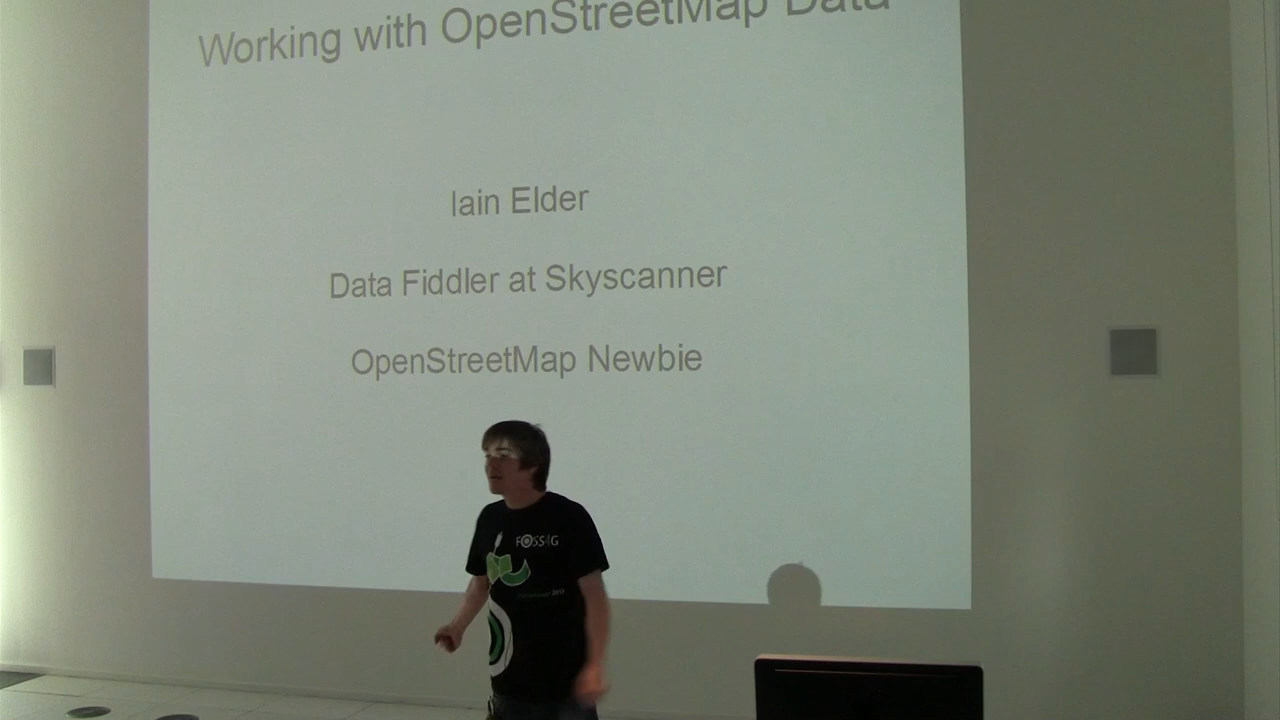 Working with OpenStreetMap Data
Iain Elder
Data Fiddler at Skyscanner
OpenStreetMap Newbie
FOSS4G